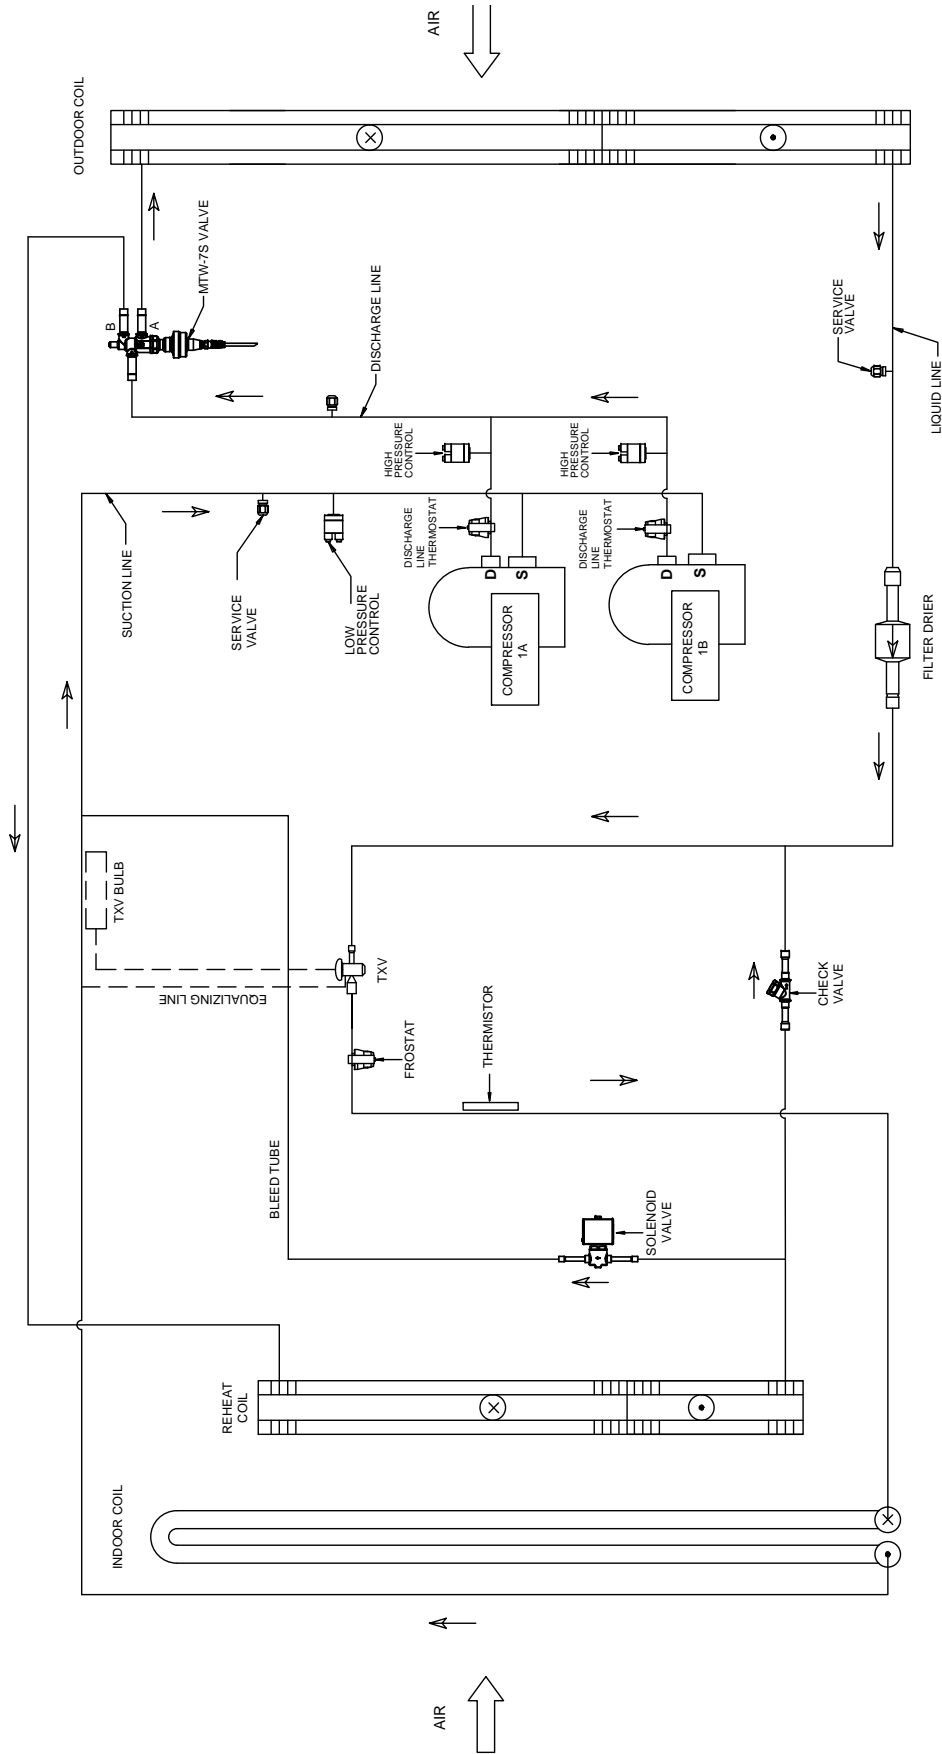 AIR
OUTDOOR COIL
B
A
MTW-7S VALVE
DISCHARGE LINE
SERVICE
VALVE
LIQUID LINE
HIGH
PRESSURE
CONTROL
HIGH
PRESSURE
CONTROL
SUCTION LINE
SERVICE
VALVE
LOW
PRESSURE
CONTROL
DISCHARGE
LINE
THERMOSTAT
DISCHARGE
LINE
THERMOSTAT
D
S
COMPRESSOR
1A
D
S
COMPRESSOR
1B
FILTER DRIER
TXV BULB
EQUALIZING LINE
TXV
FROSTAT
THERMISTOR
CHECK
VALVE
BLEED TUBE
SOLENOID
VALVE
REHEAT
COIL
INDOOR COIL
AIR